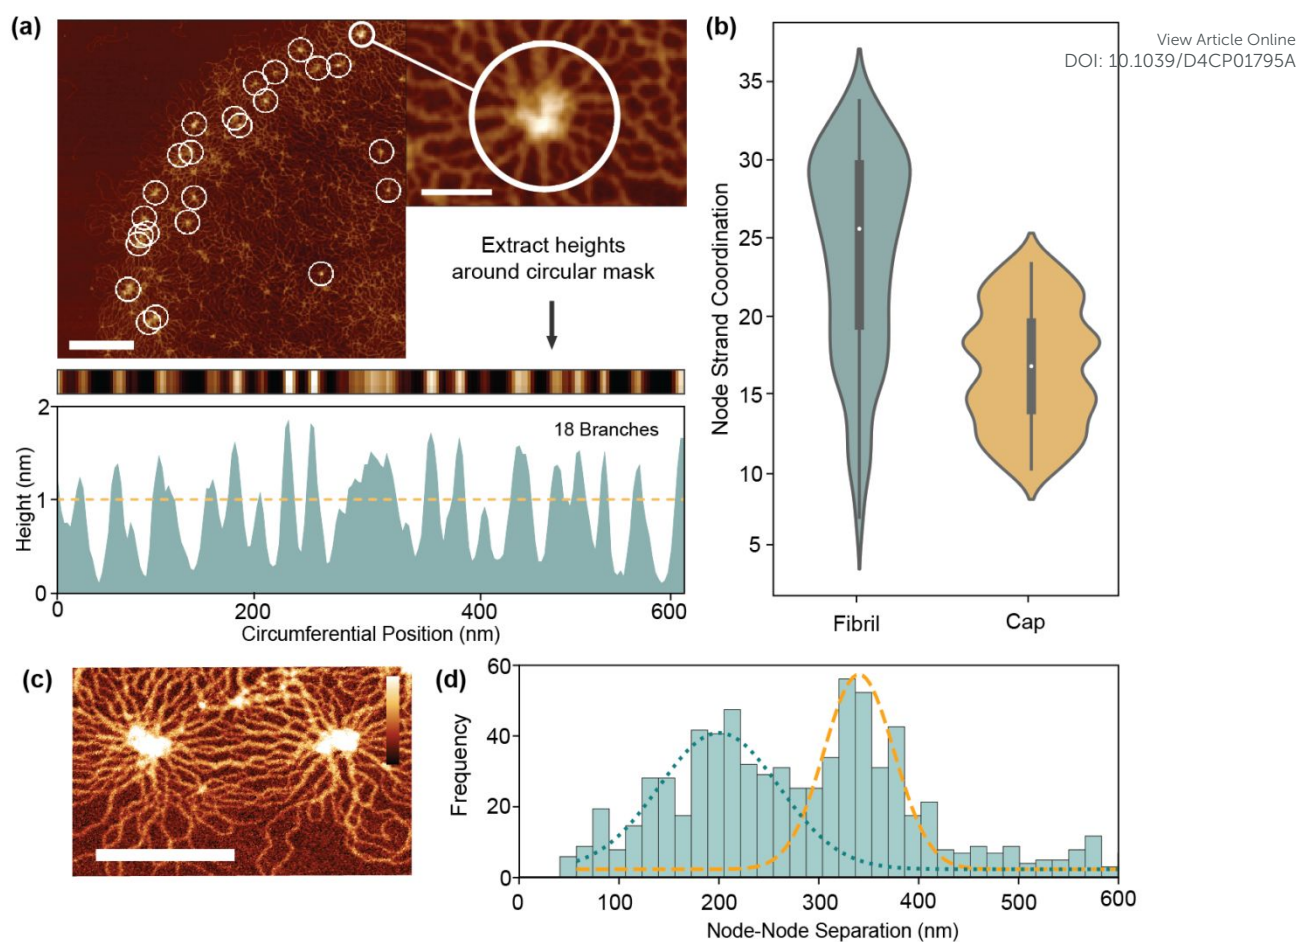 (a)
(b)
View Article Online
DOI: 10.1039/D4CP01795A
Extract heights
around circular mask
2
1
0
Height (nm)
18 Branches
0
200
400
600
Circumferential Position (nm)
35
30
25
20
15
10
5
Node Strand Coordination
Fibril
Cap
(c)
(d)
60
40
20
0
Frequency
0
100
200
300
400
500
600
Node-Node Separation (nm)